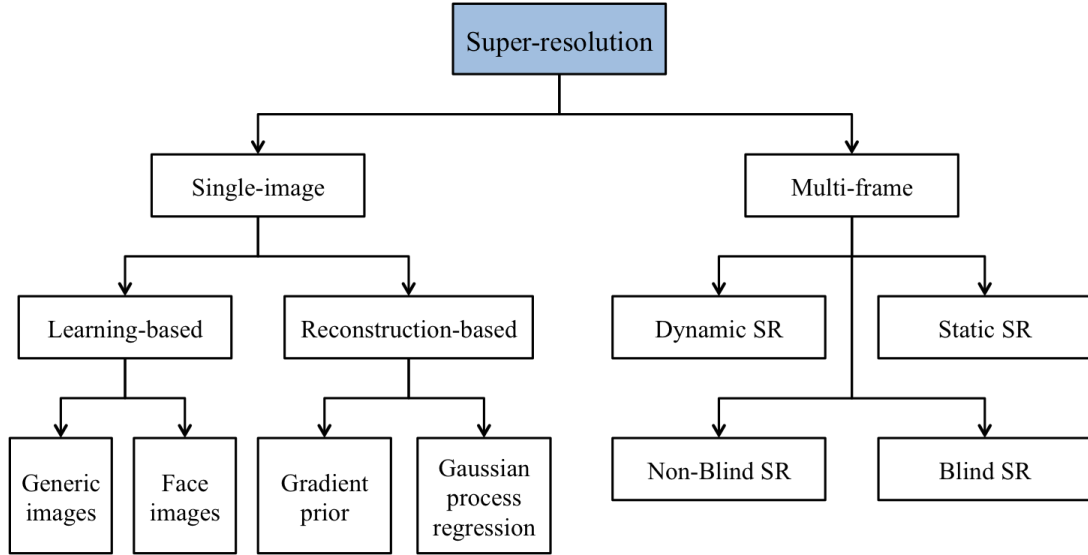 Super-resolution
Single-image
Multi-frame
Learning-based
Reconstruction-based
Dynamic SR
Static SR
Generic
images
Face
images
Gradient
prior
Gaussian
process
regression
Non-Blind SR
Blind SR